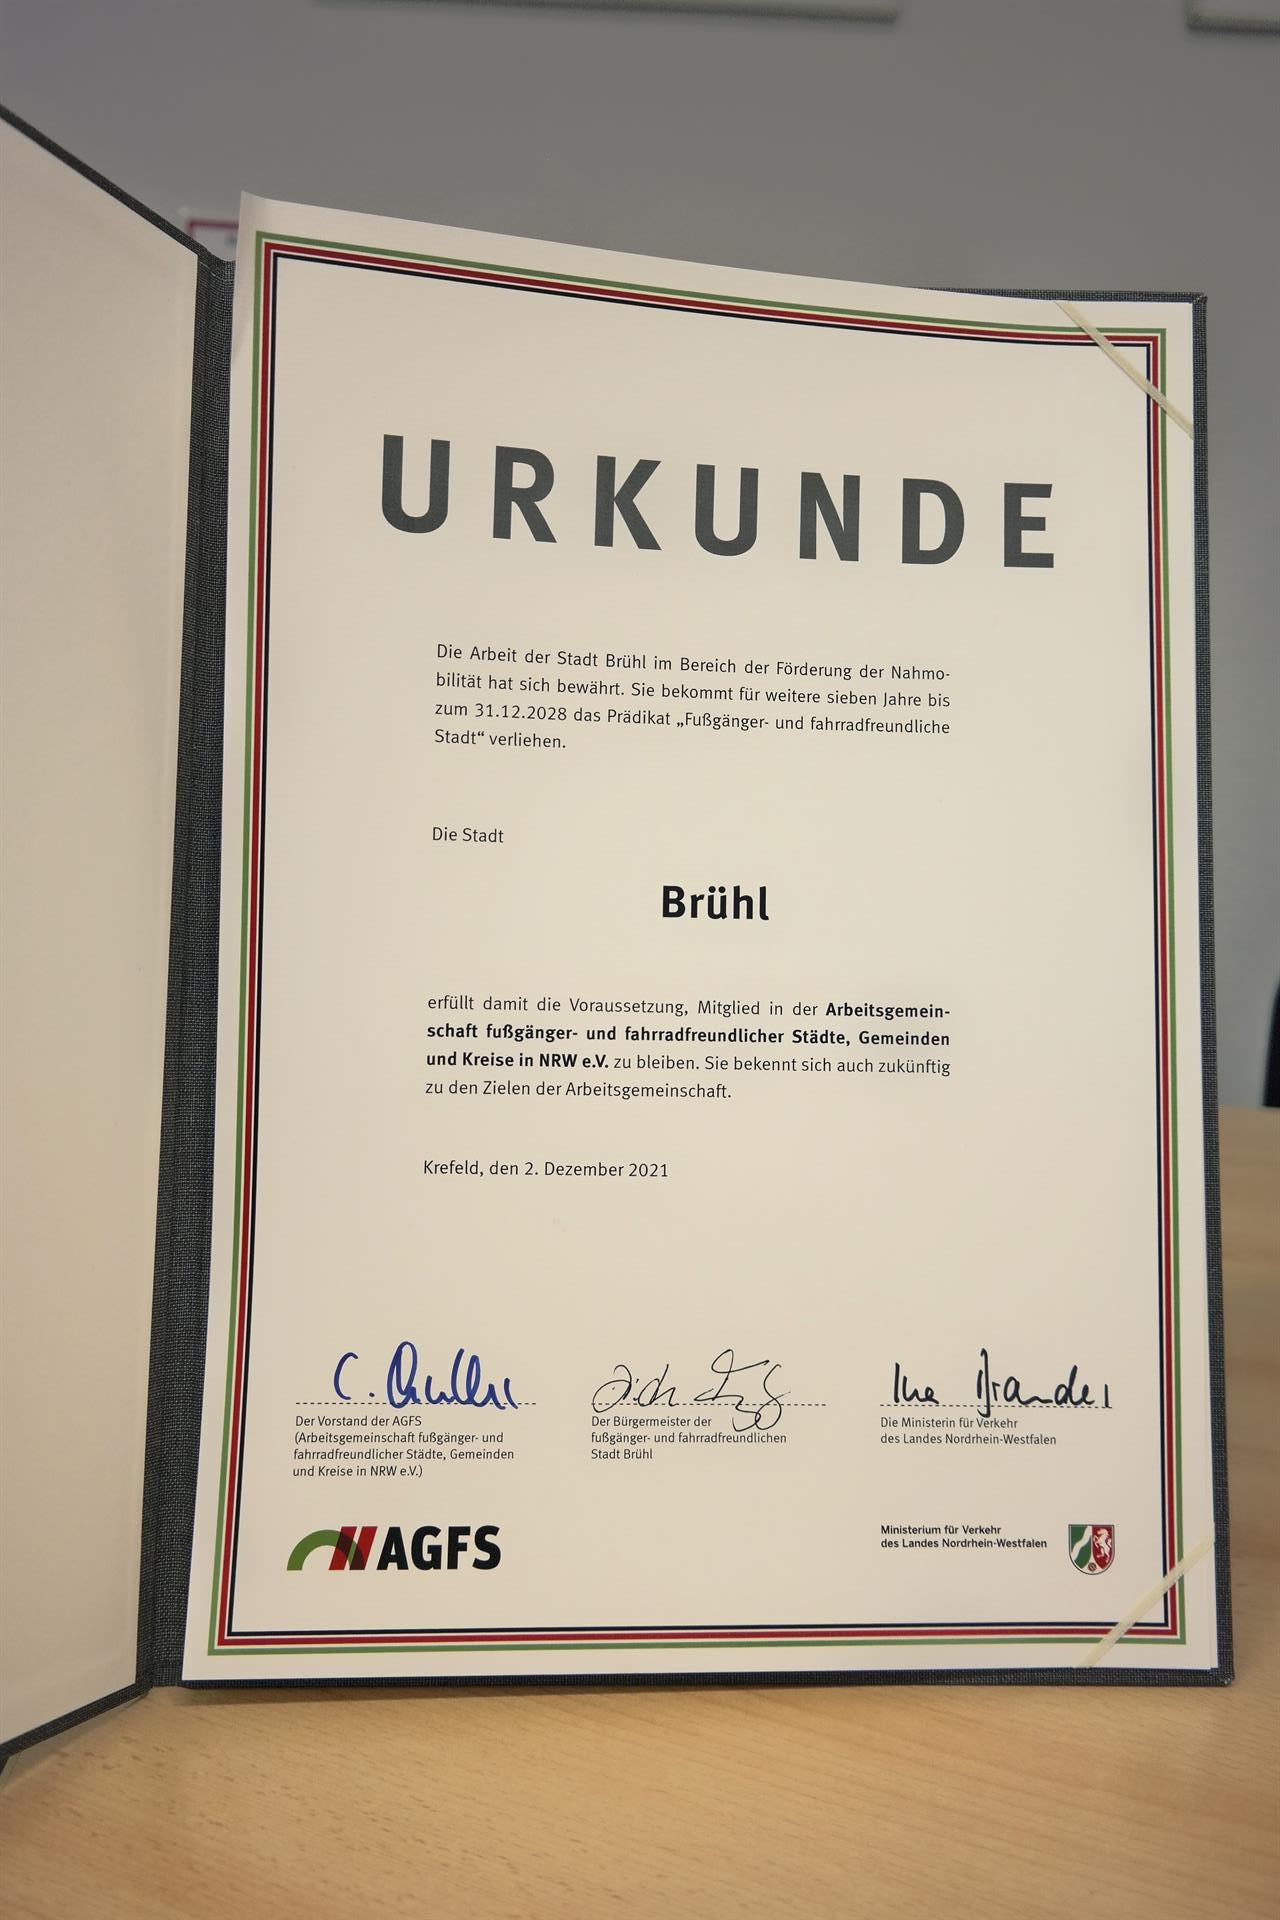 URKUNDE
Die Arbeit der Stadt Brühl im Bereich der Förderung der Nahmo-
bilität hat sich bewährt. Sie bekommt für weitere sieben Jahre bis
zum 31.12.2028 das Prädikat „Fußgänger- und fahrradfreundliche
Stadt“ verliehen.
Die Stadt
Brühl
erfüllt damit die Voraussetzung, Mitglied in der Arbeitsgemein-
schaft fußgänger- und fahrradfreundlicher Städte, Gemeinden
und Kreise in NRW e.V. zu bleiben. Sie bekennt sich auch zukünftig
zu den Zielen der Arbeitsgemeinschaft.
Krefeld, den 2. Dezember 2021
Der Vorstand der AGFS
(Arbeitsgemeinschaft fußgänger- und
fahrradfreundlicher Städte, Gemeinden
und Kreise in NRW e.V.)
Der Bürgermeister der
fußgänger- und fahrradfreundlichen
Stadt Brühl
Ina Brandes
Die Ministerin für Verkehr
des Landes Nordrhein-Westfalen
AGFS
Ministerium für Verkehr
des Landes Nordrhein-Westfalen